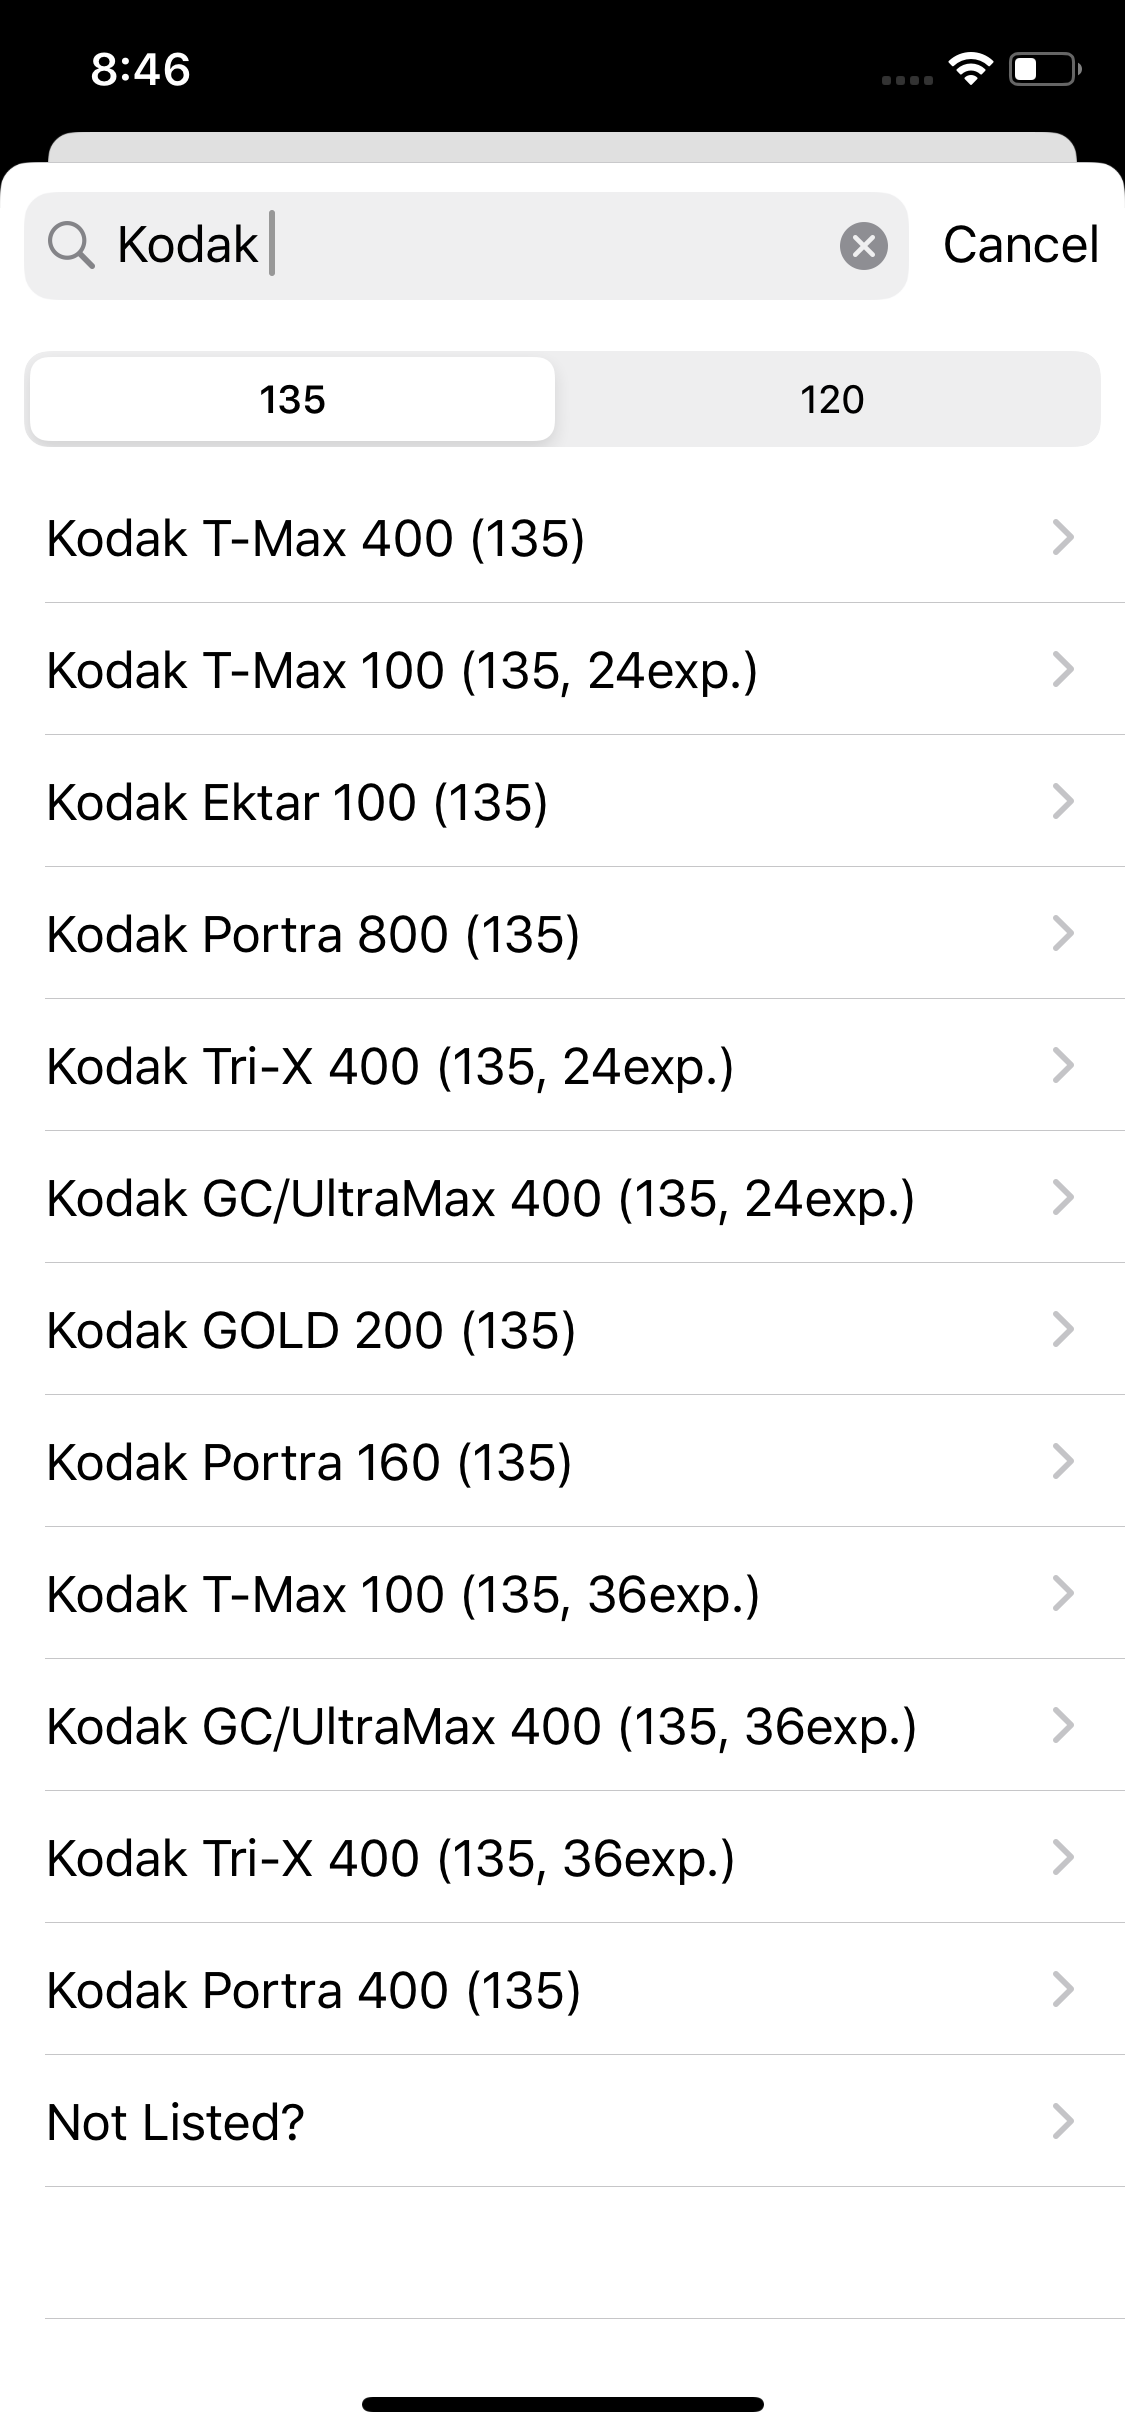 8:46
Kodak
Cancel
135
120
Kodak T-Max 400 (135)
Kodak T-Max 100 (135, 24exp.)
Kodak Ektar 100 (135)
Kodak Portra 800 (135)
Kodak Tri-X 400 (135, 24exp.)
Kodak GC/UltraMax 400 (135, 24exp.)
Kodak GOLD 200 (135)
Kodak Portra 160 (135)
Kodak T-Max 100 (135, 36exp.)
Kodak GC/UltraMax 400 (135, 36exp.)
Kodak Tri-X 400 (135, 36exp.)
Kodak Portra 400 (135)
Not Listed?